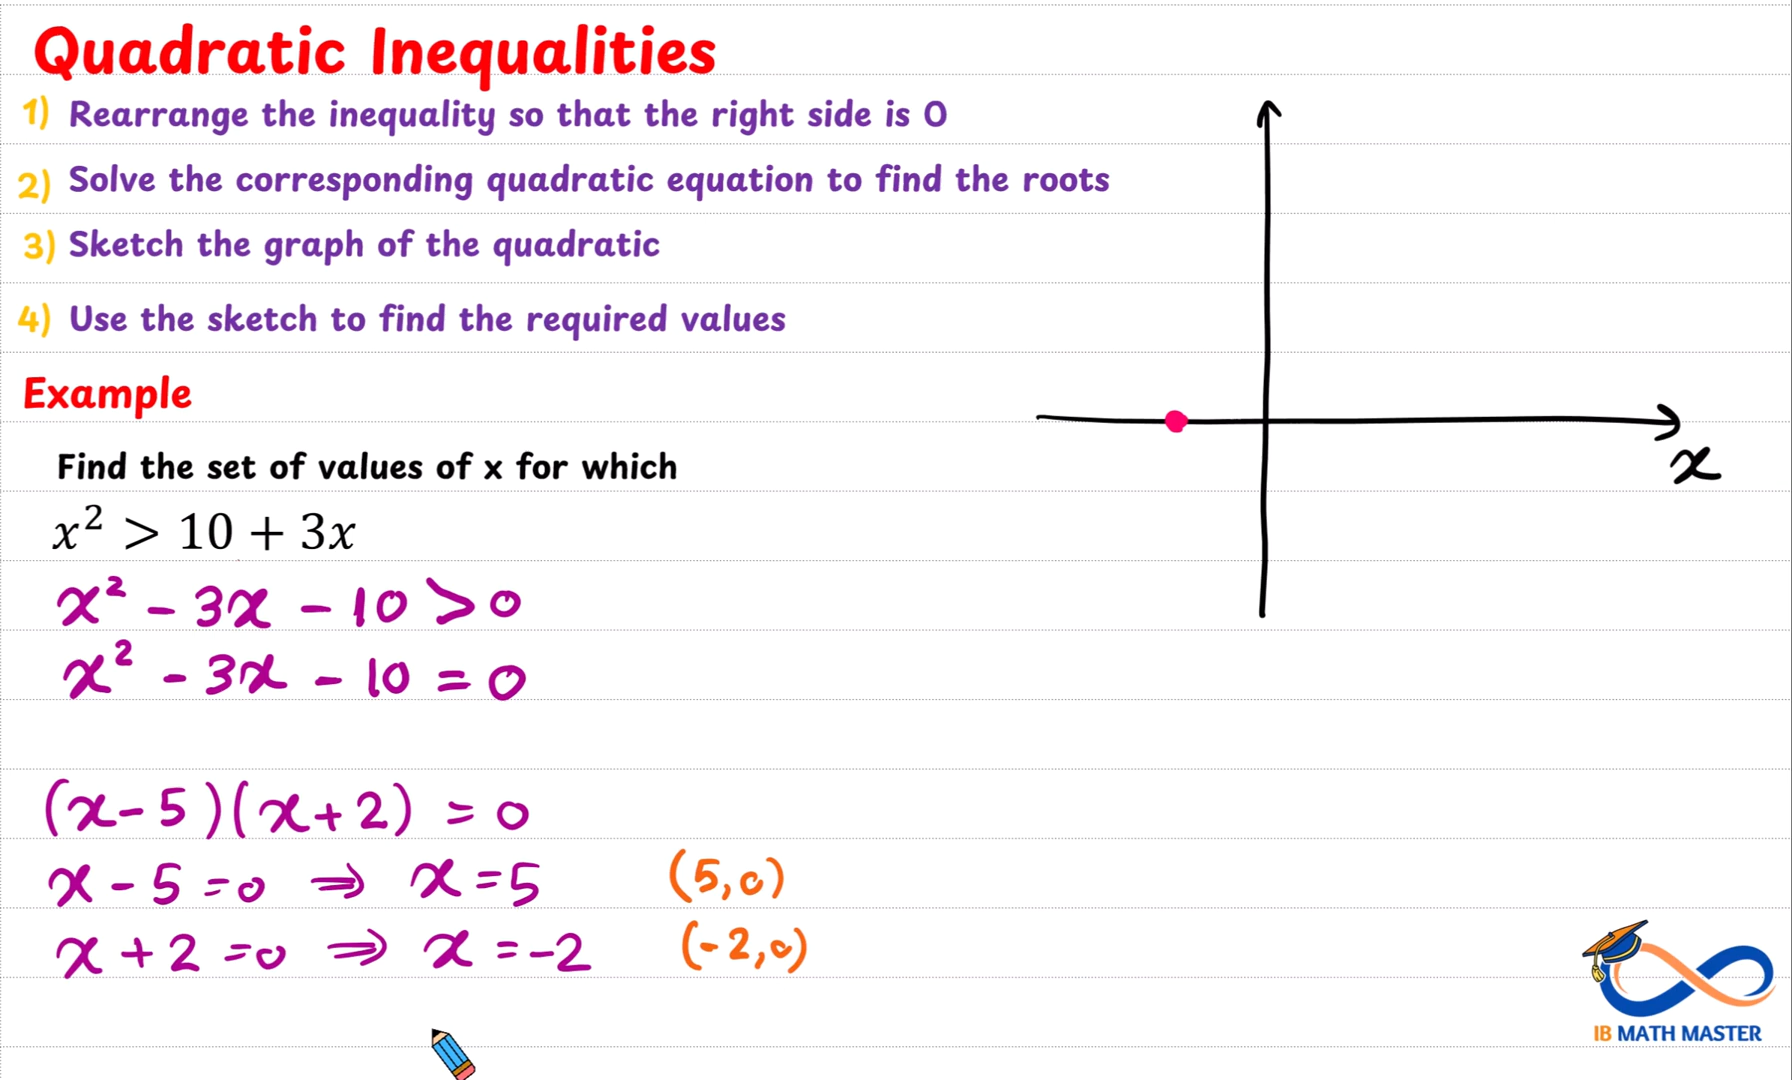 Quadratic Inequalities
1) Rearrange the inequality so that the right side is 0
2) Solve the corresponding quadratic equation to find the roots
3) Sketch the graph of the quadratic
4) Use the sketch to find the required values
Example
Find the set of values of x for which
x² > 10 + 3x
x² - 3x - 10 > 0
x² - 3x - 10 = 0
(x-5)(x+2) = 0
x - 5 = 0 ⇒ x = 5 (5,0)
x + 2 = 0 ⇒ x = -2 (-2,0)
x
IB MATH MASTER